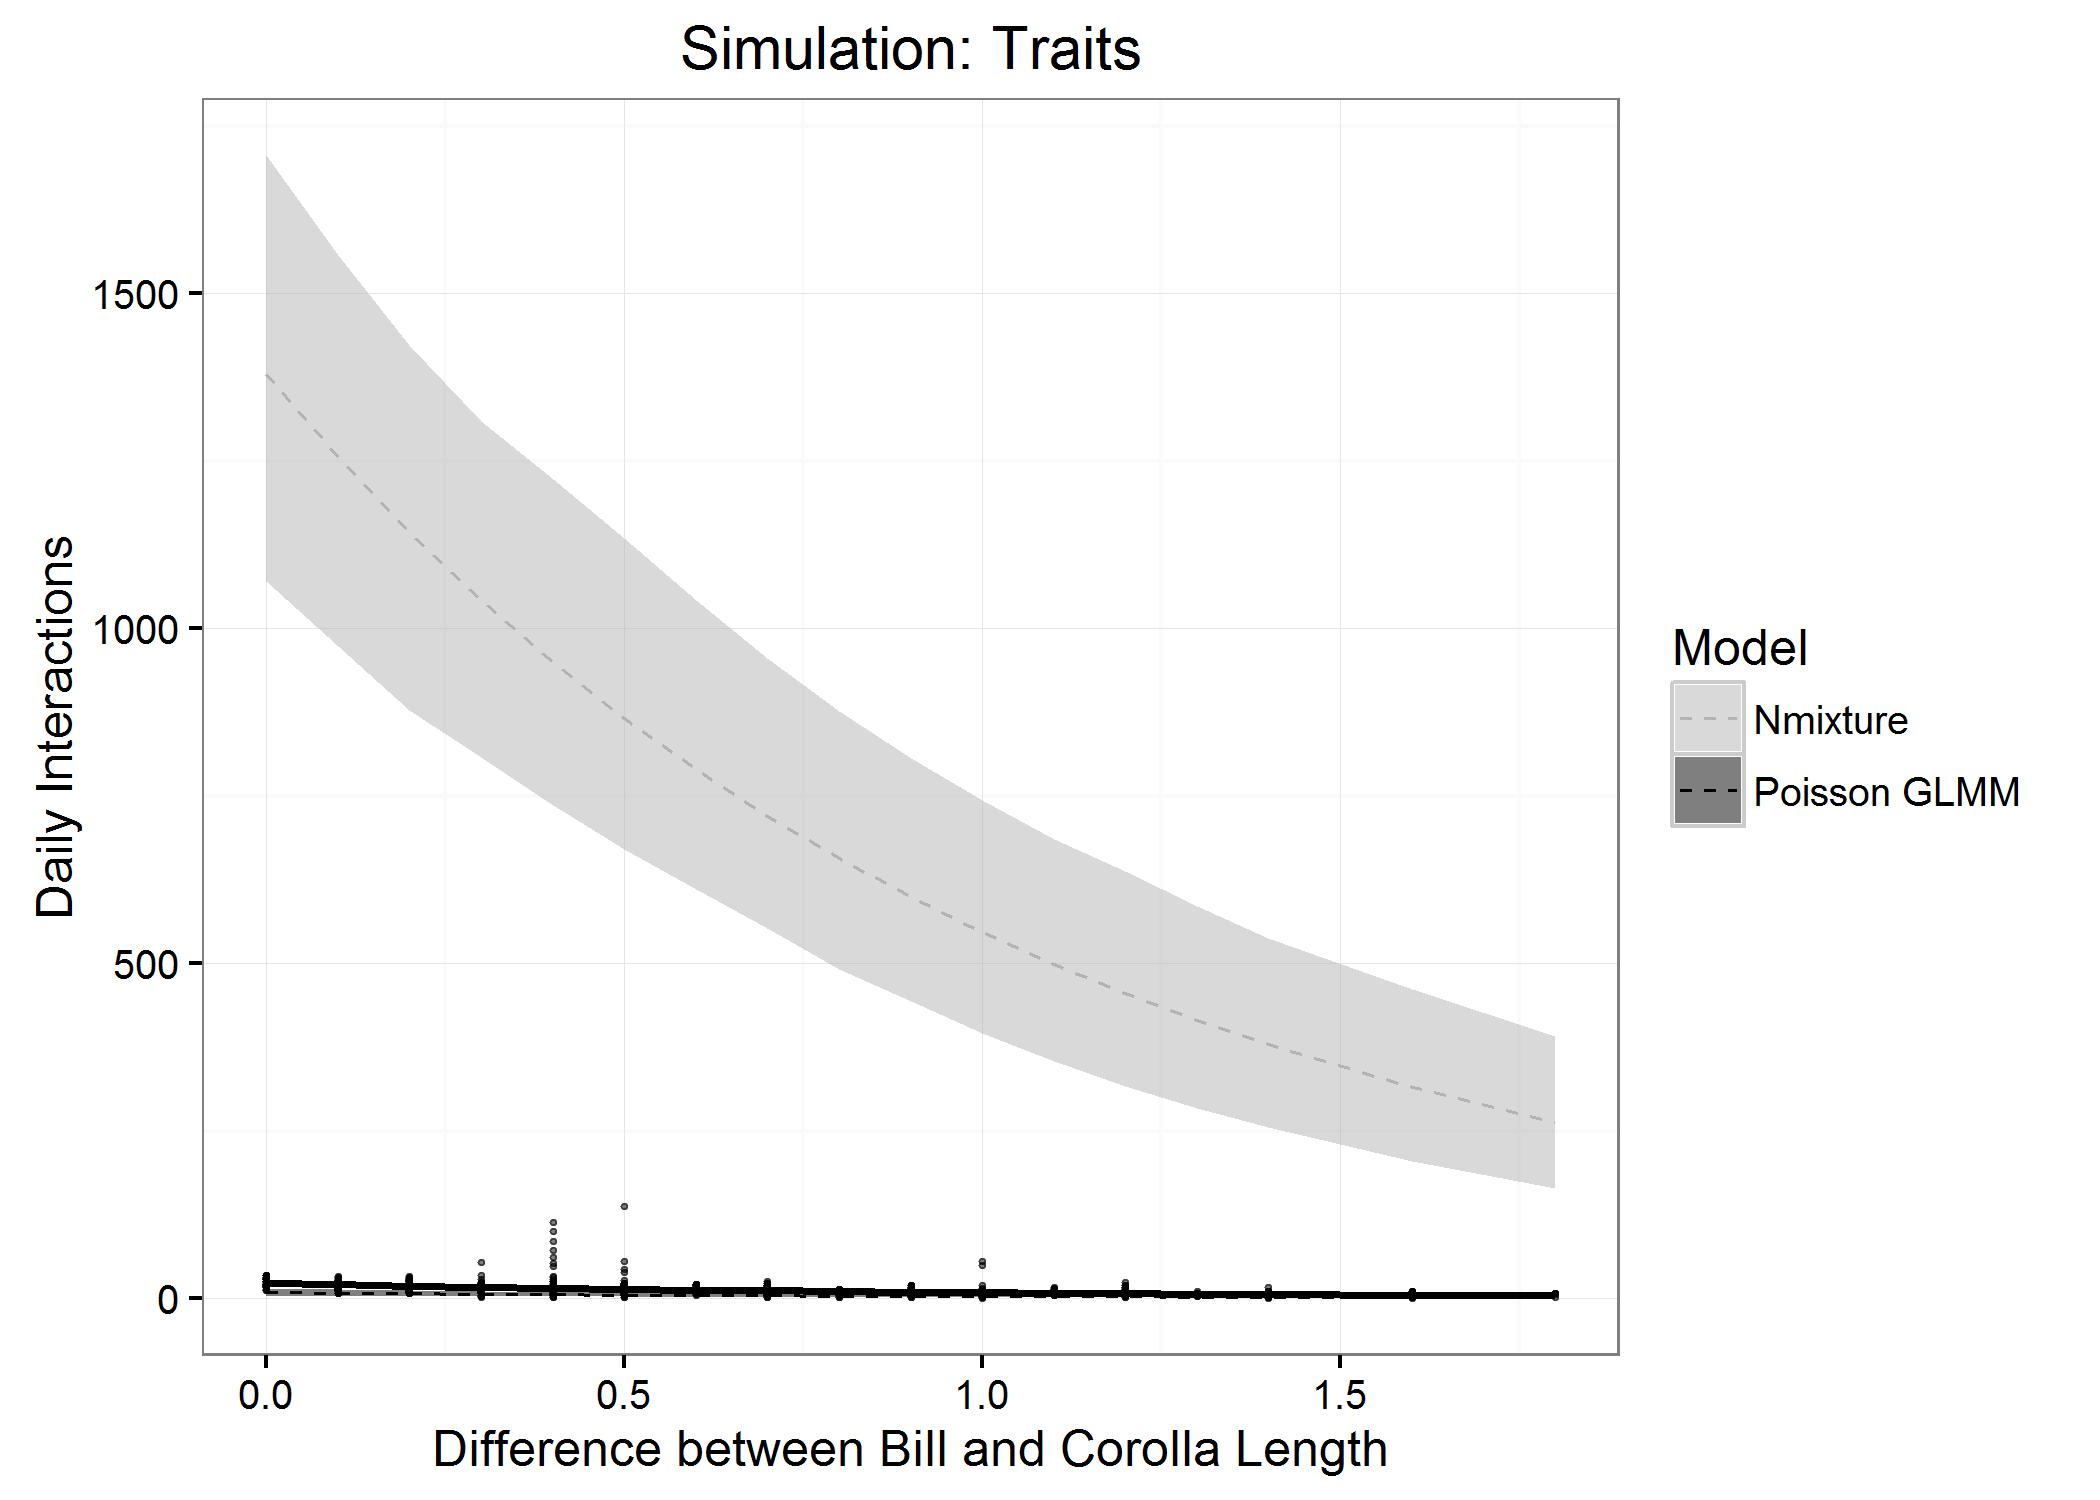 Simulation: Traits
1500
1000
500
0
Daily Interactions
0.0 0.5 1.0 1.5
Difference between Bill and Corolla Length
Model
Nmixture
Poisson GLMM